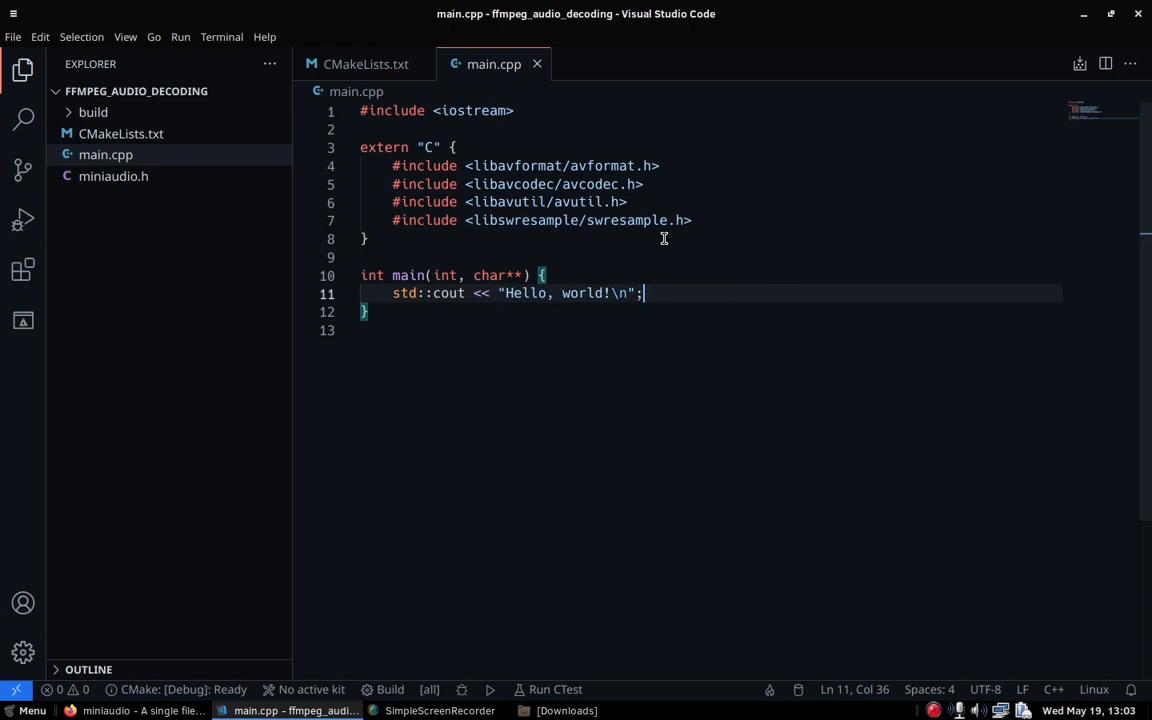 main.cpp - ffmpeg_audio_decoding - Visual Studio Code
File Edit Selection View Go Run Terminal Help
EXPLORER
CMakeLists.txt
main.cpp
FFMPEG_AUDIO_DECODING
build
CMakeLists.txt
main.cpp
miniaudio.h
main.cpp
1 #include <iostream>
2
3 extern "C" {
4 #include <libavformat/avformat.h>
5 #include <libavcodec/avcodec.h>
6 #include <libavutil/avutil.h>
7 #include <libswresample/swresample.h>
8 }
9
10 int main(int, char**) {
11 std::cout << "Hello, world!\n";
12 }
13
OUTLINE
0 0 CMake: [Debug]: Ready No active kit Build [all] Run CTest Ln 11, Col 36 Spaces: 4 UTF-8 LF C++ Linux
Menu miniaudio - A single file... main.cpp - ffmpeg_audi... SimpleScreenRecorder [Downloads] Wed May 19, 13:03